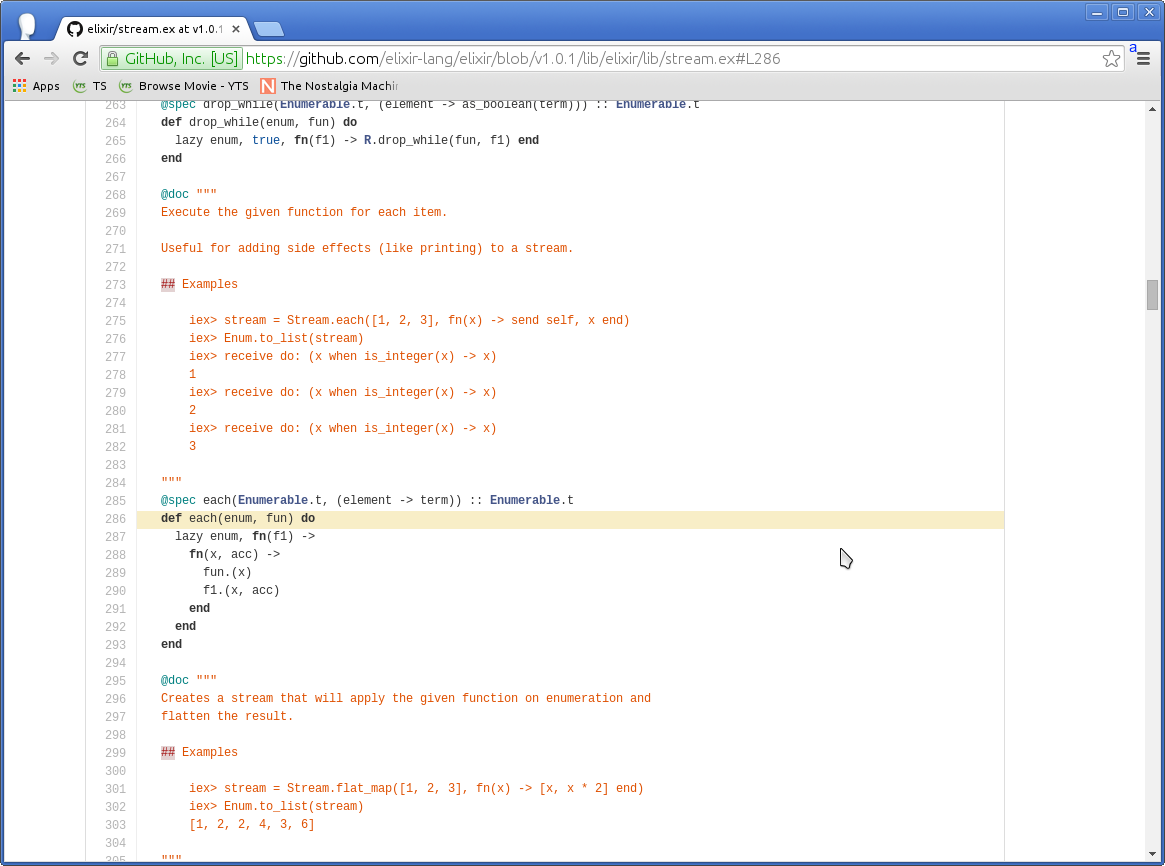 elixir/stream.ex at v1.0.1
GitHub, Inc. [US] https://github.com/elixir-lang/elixir/blob/v1.0.1/lib/elixir/lib/stream.ex#L286
a
Apps TS Browse Movie - YTS N The Nostalgia Machin
263 @spec drop_while(Enumerable.t, (element -> as_boolean(term))) :: Enumerable.t
264 def drop_while(enum, fun) do
265 lazy enum, true, fn(f1) -> R.drop_while(fun, f1) end
266 end
267
268 @doc """
269 Execute the given function for each item.
270
271 Useful for adding side effects (like printing) to a stream.
272
273 ## Examples
274
275 iex> stream = Stream.each([1, 2, 3], fn(x) -> send self, x end)
276 iex> Enum.to_list(stream)
277 iex> receive do: (x when is_integer(x) -> x)
278 1
279 iex> receive do: (x when is_integer(x) -> x)
280 2
281 iex> receive do: (x when is_integer(x) -> x)
282 3
283
284 """
285 @spec each(Enumerable.t, (element -> term)) :: Enumerable.t
286 def each(enum, fun) do
287 lazy enum, fn(f1) ->
288 fn(x, acc) ->
289 fun.(x)
290 f1.(x, acc)
291 end
292 end
293 end
294
295 @doc """
296 Creates a stream that will apply the given function on enumeration and
297 flatten the result.
298
299 ## Examples
300
301 iex> stream = Stream.flat_map([1, 2, 3], fn(x) -> [x, x * 2] end)
302 iex> Enum.to_list(stream)
303 [1, 2, 2, 4, 3, 6]
304
305 """